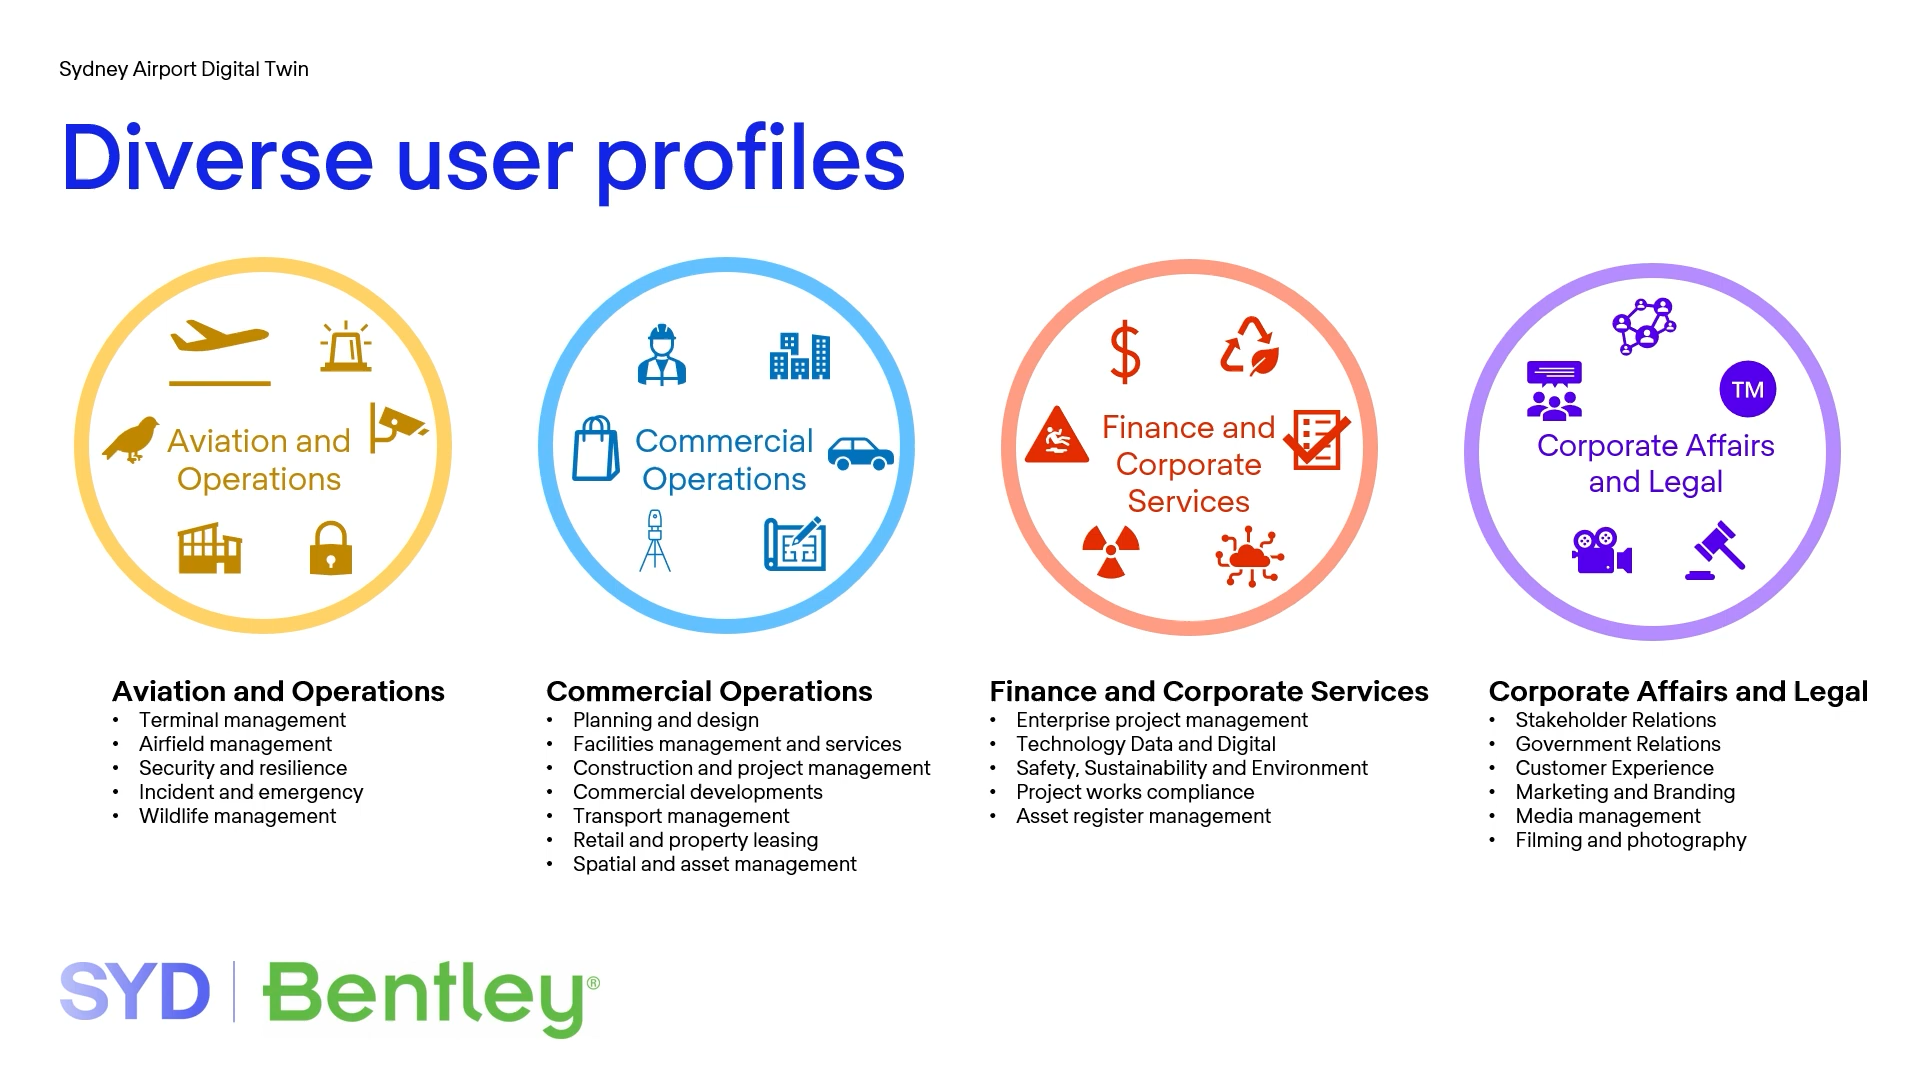 Sydney Airport Digital Twin
Diverse user profiles
Aviation and
Operations
Commercial
Operations
Finance and
Corporate
Services
TM
Corporate Affairs
and Legal
Aviation and Operations
• Terminal management
• Airfield management
• Security and resilience
• Incident and emergency
• Wildlife management
Commercial Operations
• Planning and design
• Facilities management and services
• Construction and project management
• Commercial developments
• Transport management
• Retail and property leasing
• Spatial and asset management
Finance and Corporate Services
• Enterprise project management
• Technology Data and Digital
• Safety, Sustainability and Environment
• Project works compliance
• Asset register management
Corporate Affairs and Legal
• Stakeholder Relations
• Government Relations
• Customer Experience
• Marketing and Branding
• Media management
• Filming and photography
SYD | Bentley®